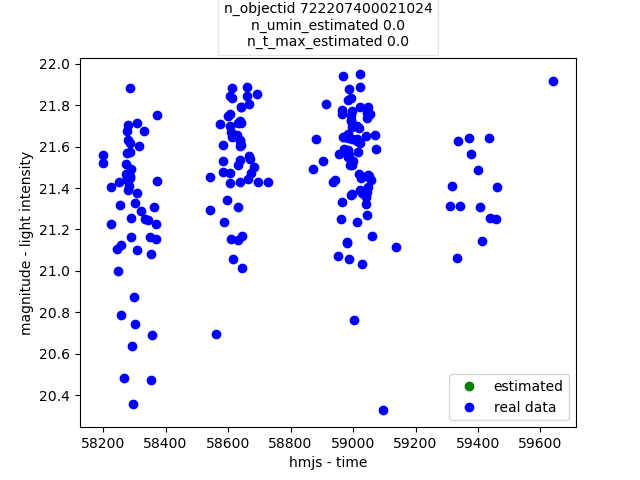 n_objectid 722207400021024
n_umin_estimated 0.0
n_t_max_estimated 0.0
22.0
21.8
21.6
21.4
21.2
21.0
20.8
20.6
20.4
magnitude - light intensity
estimated
real data
58200 58400 58600 58800 59000 59200 59400 59600
hmjs - time